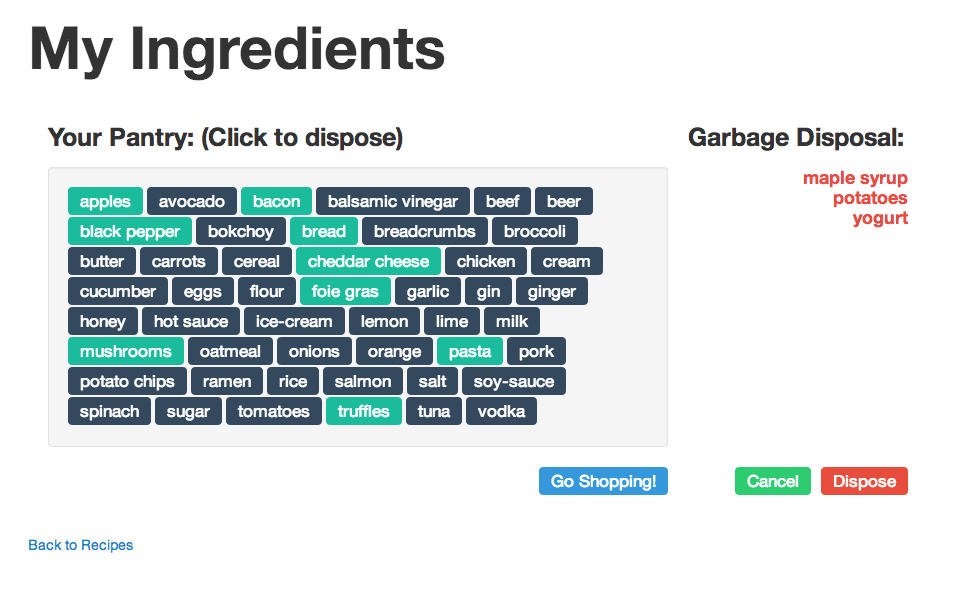 My Ingredients
Your Pantry: (Click to dispose)
apples avocado bacon balsamic vinegar beef beer
black pepper bokchoy bread breadcrumbs broccoli
butter carrots cereal cheddar cheese chicken cream
cucumber eggs flour foie gras garlic gin ginger
honey hot sauce ice-cream lemon lime milk
mushrooms oatmeal onions orange pasta pork
potato chips ramen rice salmon salt soy-sauce
spinach sugar tomatoes truffles tuna vodka
Go Shopping!
Garbage Disposal:
maple syrup
potatoes
yogurt
Cancel Dispose
Back to Recipes